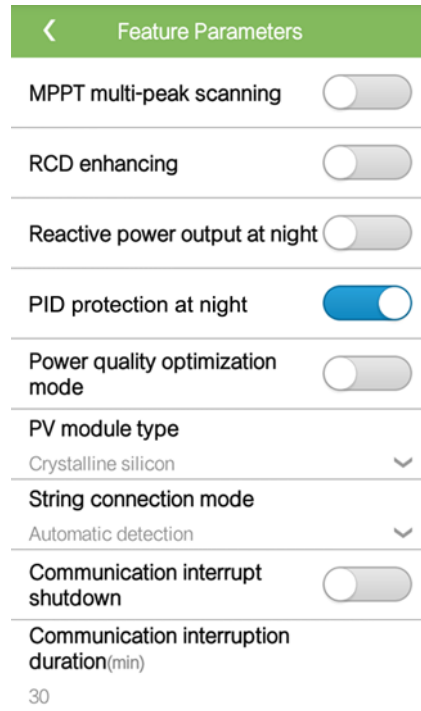 Feature Parameters
MPPT multi-peak scanning
RCD enhancing
Reactive power output at night
PID protection at night
Power quality optimization
mode
PV module type
Crystalline silicon
String connection mode
Automatic detection
Communication interrupt
shutdown
Communication interruption
duration(min)
30